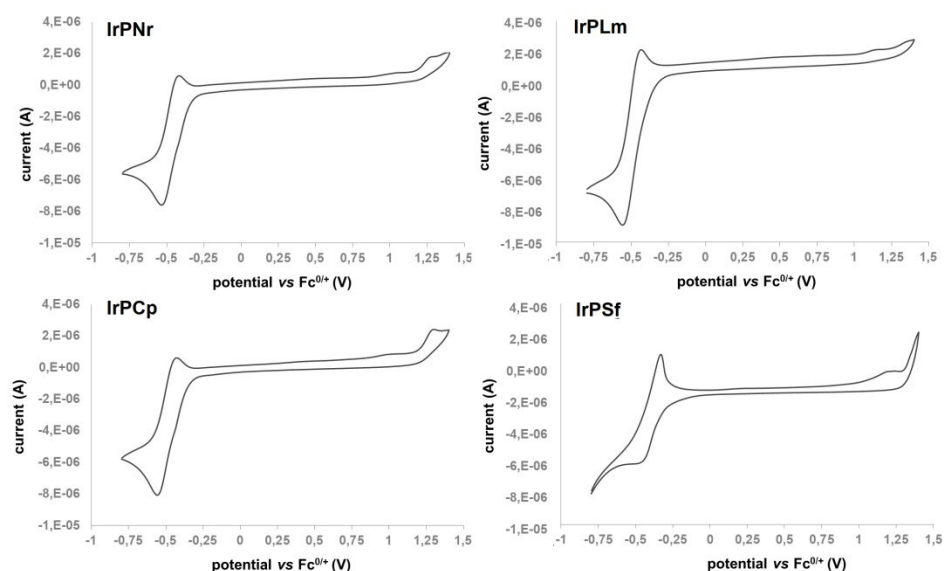 IrPNr
4,E-06
2,E-06
0,E+00
-2,E-06
-4,E-06
-6,E-06
-8,E-06
-1,E-05
current (A)
-1 -0,75 -0,5 -0,25 0 0,25 0,5 0,75 1 1,25 1,5
potential vs Fc0/+ (V)
IrPLm
4,E-06
2,E-06
0,E+00
-2,E-06
-4,E-06
-6,E-06
-8,E-06
-1,E-05
current (A)
-1 -0,75 -0,5 -0,25 0 0,25 0,5 0,75 1 1,25 1,5
potential vs Fc0/+ (V)
IrPCp
4,E-06
2,E-06
0,E+00
-2,E-06
-4,E-06
-6,E-06
-8,E-06
-1,E-05
current (A)
-1 -0,75 -0,5 -0,25 0 0,25 0,5 0,75 1 1,25 1,5
potential vs Fc0/+ (V)
IrPSf
4,E-06
2,E-06
0,E+00
-2,E-06
-4,E-06
-6,E-06
-8,E-06
-1,E-05
current (A)
-1 -0,75 -0,5 -0,25 0 0,25 0,5 0,75 1 1,25 1,5
potential vs Fc0/+ (V)